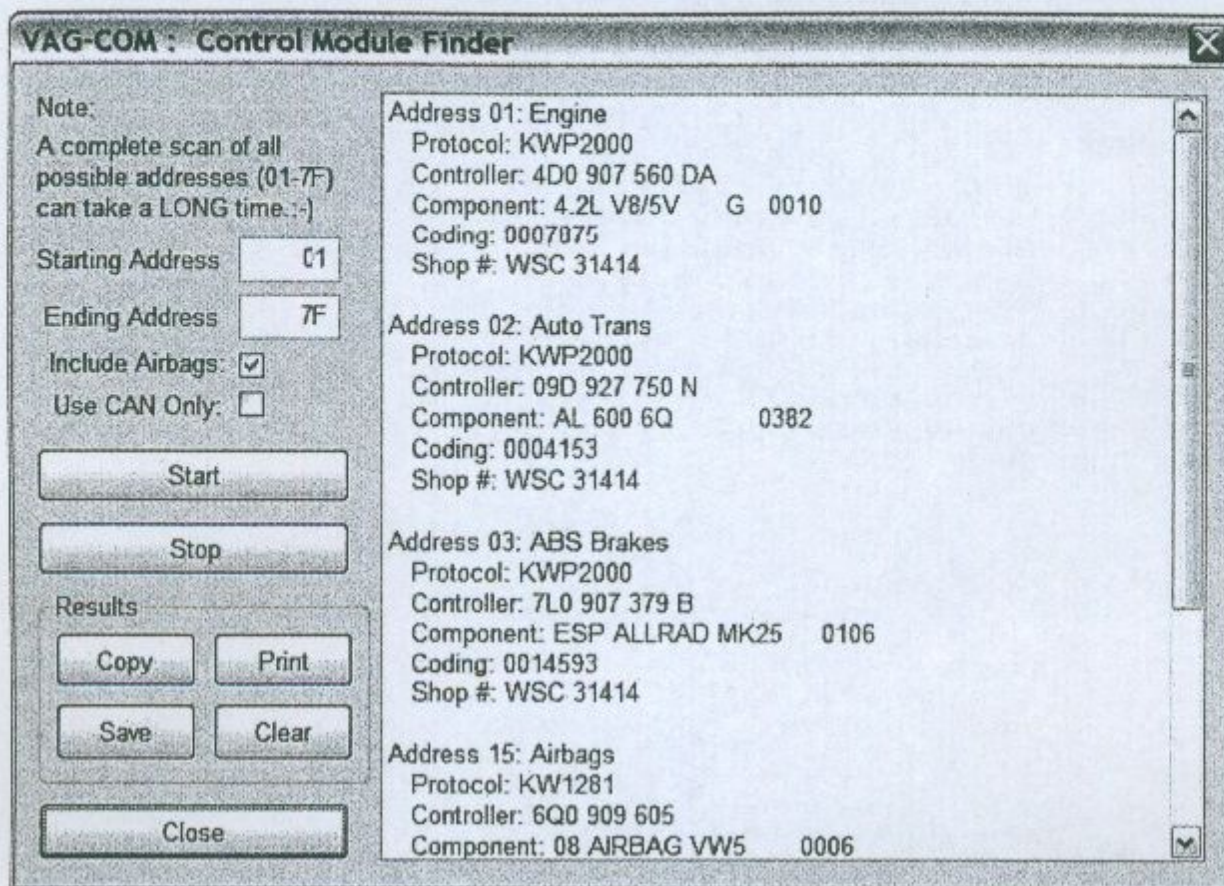 VAG-COM : Control Module Finder
Note:
A complete scan of all
possible addresses (01-7F)
can take a LONG time. :-)
Starting Address 01
Ending Address 7F
Include Airbags:
Use CAN Only:
Start
Stop
Results
Copy Print
Save Clear
Close
Address 01: Engine
Protocol: KWP2000
Controller: 4D0 907 560 DA
Component: 4.2L V8/5V G 0010
Coding: 0007875
Shop #: WSC 31414
Address 02: Auto Trans
Protocol: KWP2000
Controller: 09D 927 750 N
Component: AL 600 6Q 0382
Coding: 0004153
Shop #: WSC 31414
Address 03: ABS Brakes
Protocol: KWP2000
Controller: 7L0 907 379 B
Component: ESP ALLRAD MK25 0106
Coding: 0014593
Shop #: WSC 31414
Address 15: Airbags
Protocol: KW1281
Controller: 6Q0 909 605
Component: 08 AIRBAG VW5 0006